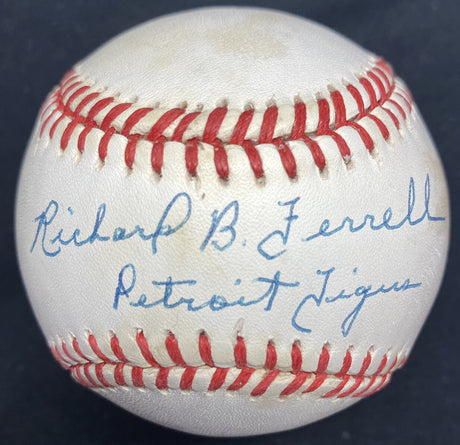 Richard B. Ferrell
Detroit Tigers